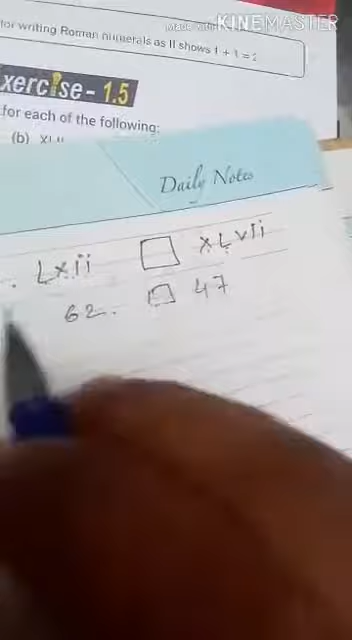 Made with KINEMASTER
for writing Roman numerals as II shows 1 + 1 = 2
xercise - 1.5
for each of the following:
(b)
Daily Notes
Lxii □ xLvii
62. □ 47